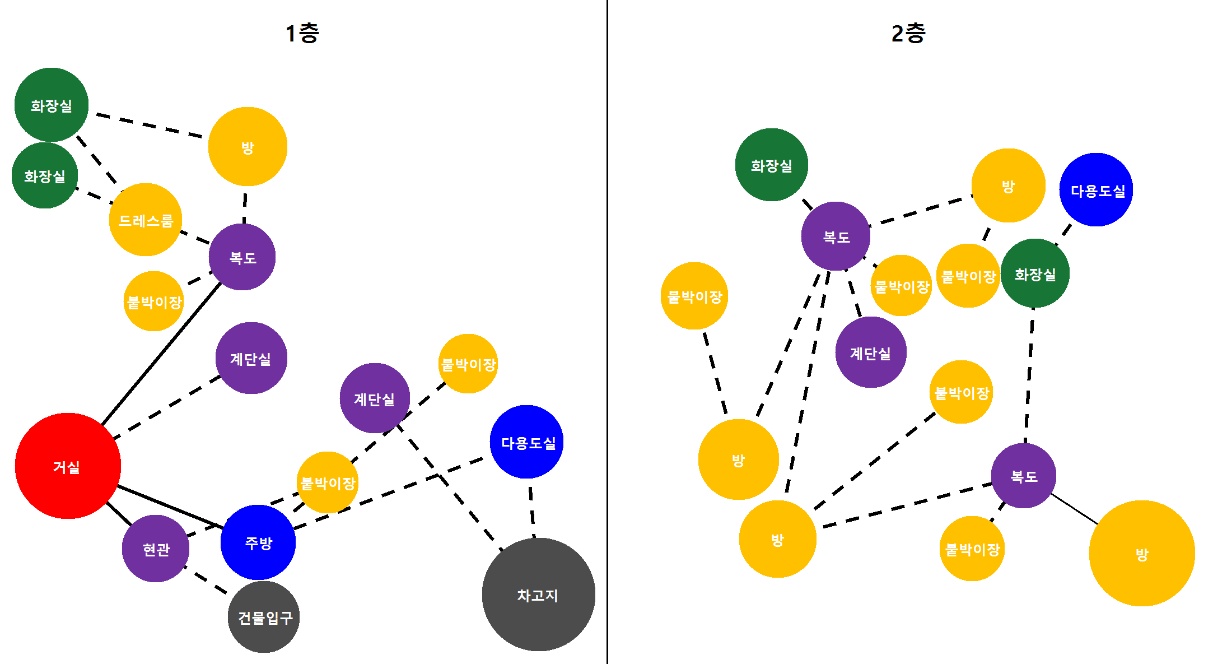 1층
화장실
방
화장실
드레스룸
복도
붙박이장
계단실
붙박이장
계단실
다용도실
거실
붙박이장
현관
주방
건물입구
차고지
2층
화장실
방
다용도실
복도
붙박이장
붙박이장
화장실
붙박이장
계단실
붙박이장
방
복도
방
붙박이장
방